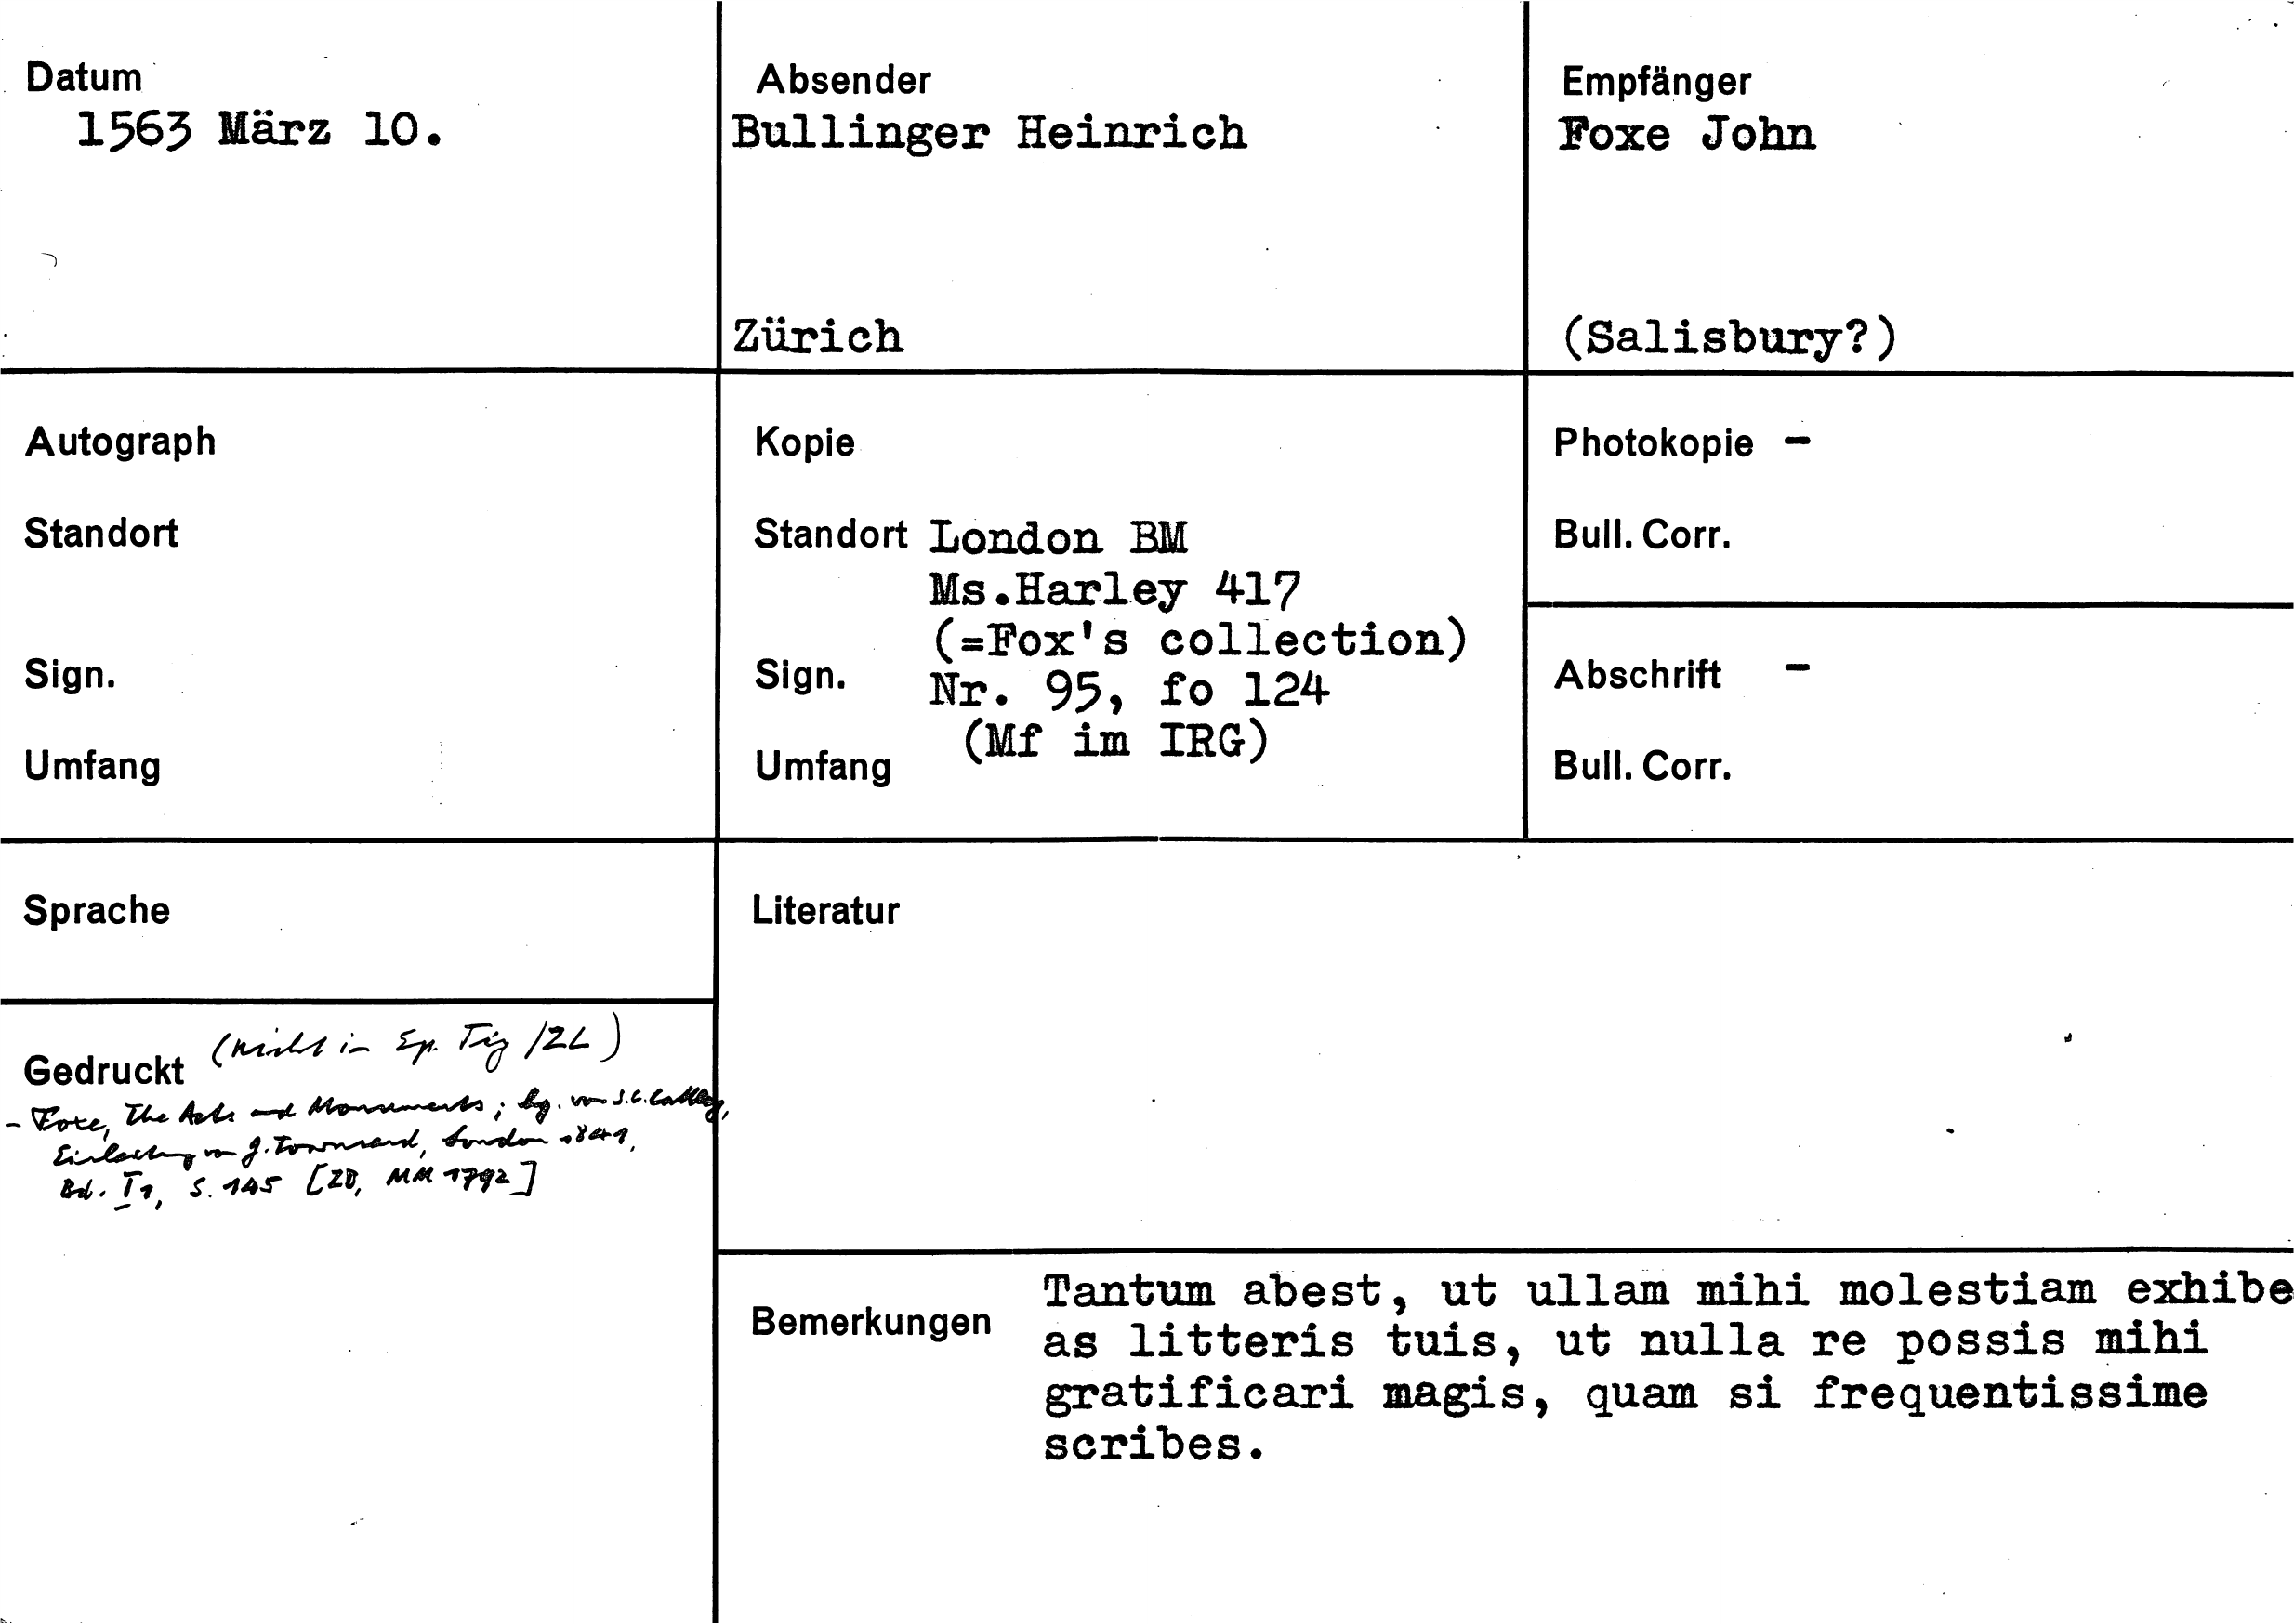 Datum
1563 März 10.
Absender
Bullinger Heinrich
Zürich
Empfänger
Foxe John
(Salisbury?)
Autograph
Standort
Sign.
Umfang
Kopie
Standort London BM
Ms.Harley 417
(=Fox's collection)
Sign. Nr. 95, fo 124
(Mf im IRG)
Umfang
Photokopie –
Bull. Corr.
Abschrift –
Bull. Corr.
Sprache
Gedruckt (nicht in Ep. Tig /ZL)
- Foxe, The Acts and Monuments; hg. von S.C. Cattley,
Einleitung von G. Townsend, London 1841,
Bd. I1, S. 145 [ZB, MM 1792]
Literatur
Bemerkungen
Tantum abest, ut ullam mihi molestiam exhibe
as litteris tuis, ut nulla re possis mihi
gratificari magis, quam si frequentissime
scribes.